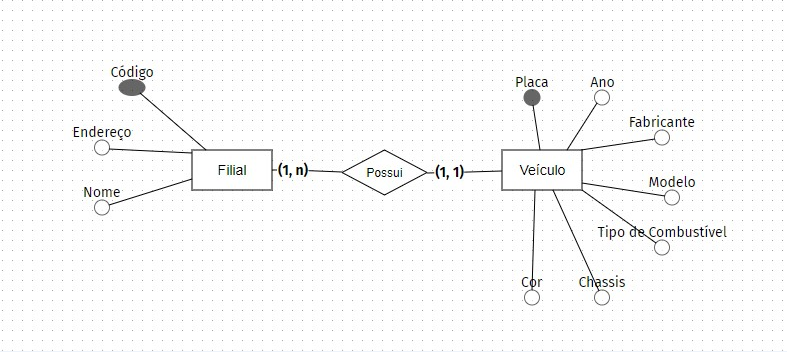 Código
Placa
Ano
Endereço
Fabricante
Filial
(1, n)
Possui
(1, 1)
Veículo
Nome
Modelo
Tipo de Combustível
Cor
Chassis